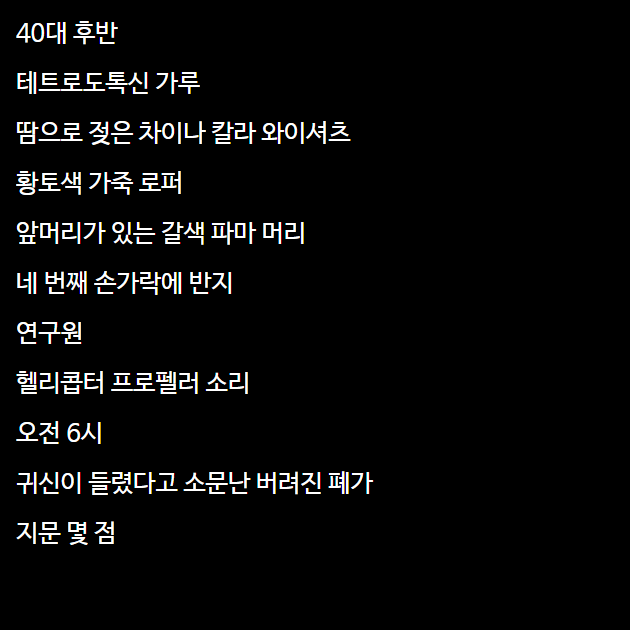 40대 후반
테트로도톡신 가루
땀으로 젖은 차이나 칼라 와이셔츠
황토색 가죽 로퍼
앞머리가 있는 갈색 파마 머리
네 번째 손가락에 반지
연구원
헬리콥터 프로펠러 소리
오전 6시
귀신이 들렸다고 소문난 버려진 폐가
지문 몇 점